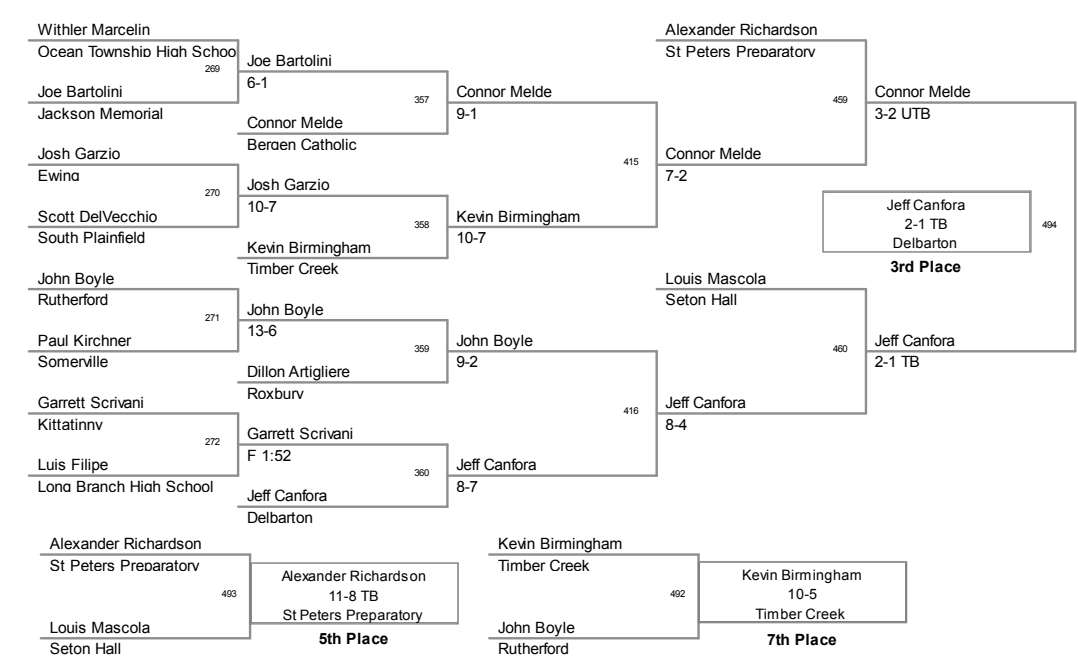 Withler Marcelin
Ocean Township High Schoo
269
Joe Bartolini
Jackson Memorial
Josh Garzio
Ewing
270
Scott DelVecchio
South Plainfield
John Boyle
Rutherford
271
Paul Kirchner
Somerville
Garrett Scrivani
Kittatinny
272
Luis Filipe
Long Branch High School
Joe Bartolini
6-1
357
Connor Melde
Bergen Catholic
Josh Garzio
10-7
358
Kevin Birmingham
Timber Creek
John Boyle
13-6
359
Dillon Artigliere
Roxbury
Garrett Scrivani
F 1:52
360
Jeff Canfora
Delbarton
Connor Melde
9-1
415
Kevin Birmingham
10-7
John Boyle
9-2
416
Jeff Canfora
8-7
Alexander Richardson
St Peters Preparatory
459
Connor Melde
7-2
Louis Mascola
Seton Hall
460
Jeff Canfora
8-4
Connor Melde
3-2 UTB
Jeff Canfora
2-1 TB
Delbarton
494
3rd Place
Jeff Canfora
2-1 TB
Alexander Richardson
St Peters Preparatory
493
Louis Mascola
Seton Hall
Alexander Richardson
11-8 TB
St Peters Preparatory
5th Place
Kevin Birmingham
Timber Creek
492
John Boyle
Rutherford
Kevin Birmingham
10-5
Timber Creek
7th Place